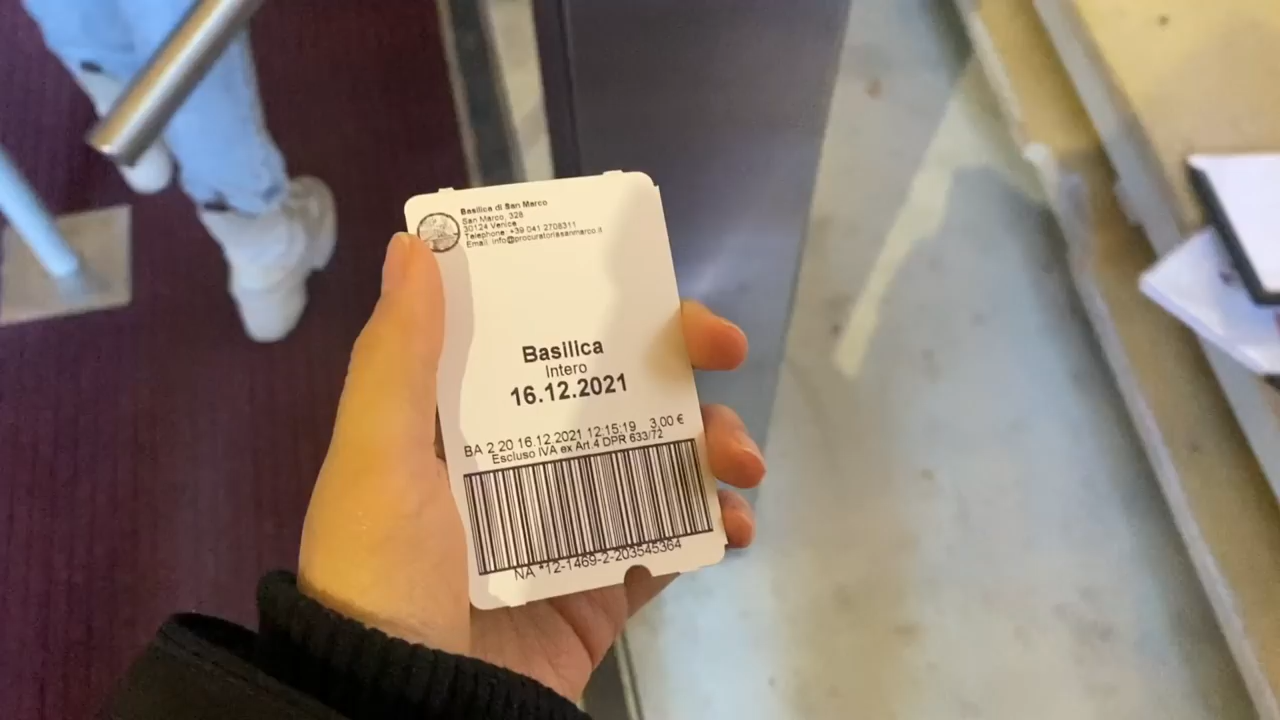 Basilica di San Marco
San Marco, 328
30124 Venice
Telephone: +39 041 2708311
Email: info@procuratoriasanmarco.it
Basilica
Intero
16.12.2021
BA 2 20 16.12.2021 12:15:19 3,00 €
Escluso IVA ex Art.4 DPR 633/72
NA *12-1469-2-203545364